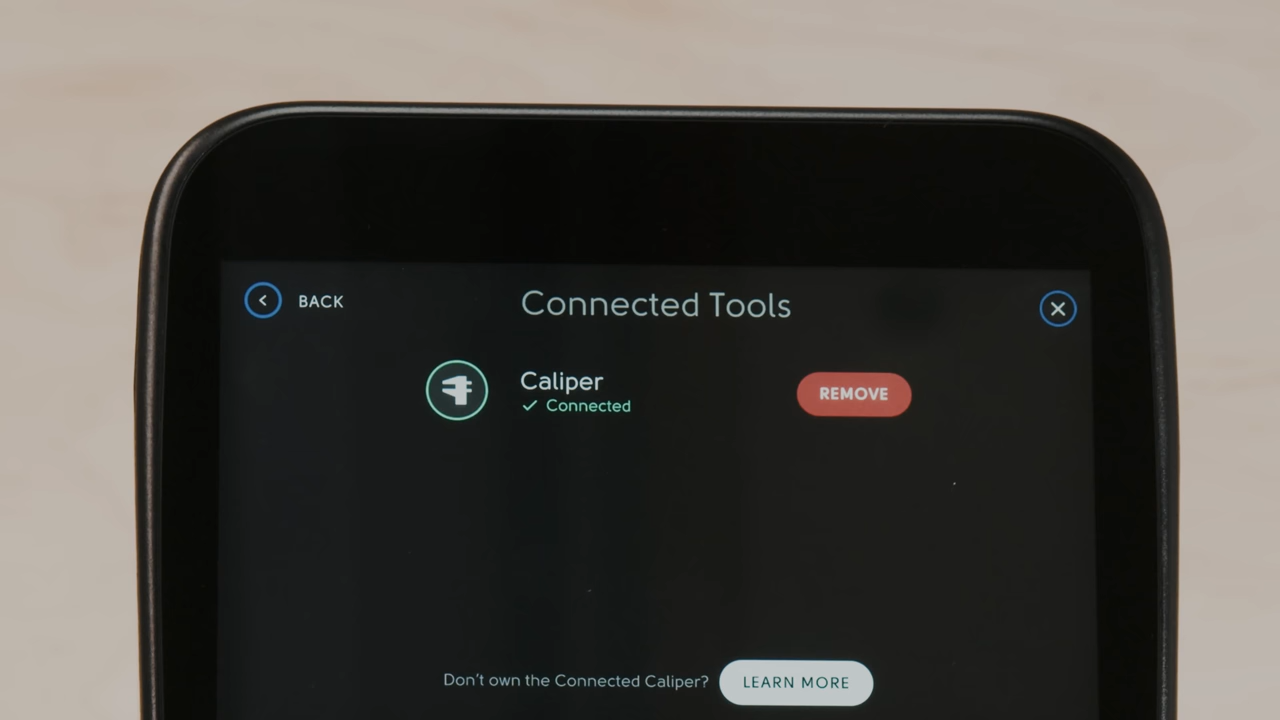 BACK
Connected Tools
Caliper
Connected
REMOVE
Don't own the Connected Caliper?
LEARN MORE